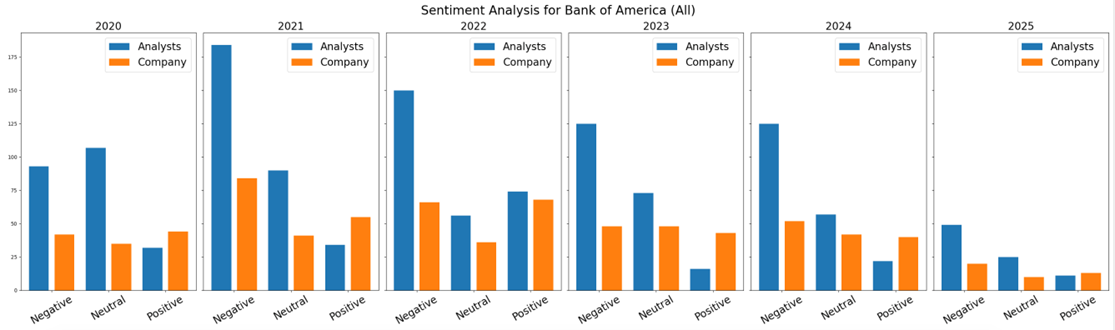 Sentiment Analysis for Bank of America (All)
2020
2021
2022
2023
2024
2025
175
150
125
100
75
50
25
0
Analysts
Company
Analysts
Company
Analysts
Company
Analysts
Company
Analysts
Company
Analysts
Company
Negative
Neutral
Positive
Negative
Neutral
Positive
Negative
Neutral
Positive
Negative
Neutral
Positive
Negative
Neutral
Positive
Negative
Neutral
Positive